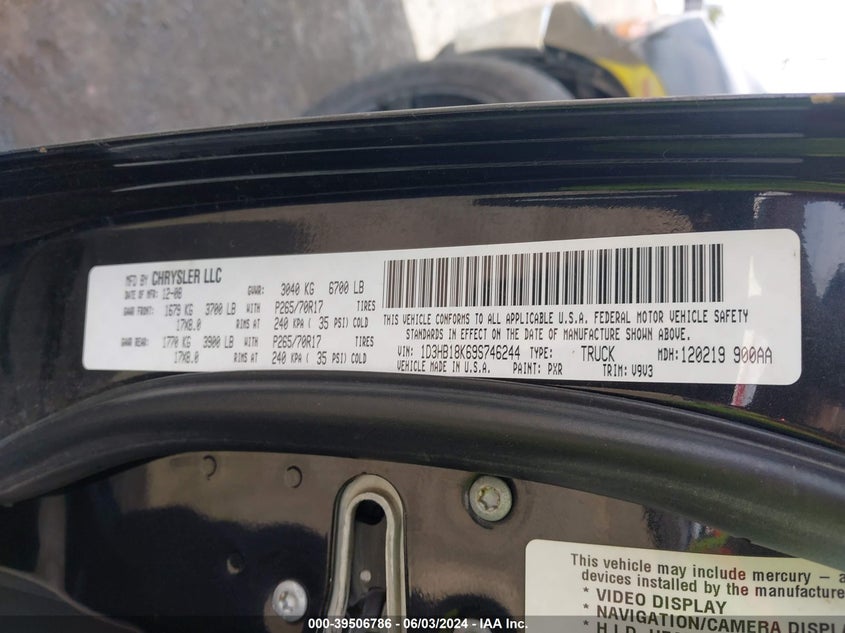 MFD BY CHRYSLER LLC
DATE OF MFR: 12-08 GVWR: 3040 KG 6700 LB
GAWR FRONT: 1679 KG 3700 LB WITH P265/70R17 TIRES
17X8.0 RIMS AT 240 KPA ( 35 PSI) COLD
GAWR REAR: 1770 KG 3900 LB WITH P265/70R17 TIRES
17X8.0 RIMS AT 240 KPA ( 35 PSI) COLD
THIS VEHICLE CONFORMS TO ALL APPLICABLE U.S.A. FEDERAL MOTOR VEHICLE SAFETY
STANDARDS IN EFFECT ON THE DATE OF MANUFACTURE SHOWN ABOVE.
VIN: 1D3HB18K69S746244 TYPE: TRUCK MDH: 120219 900AA
VEHICLE MADE IN U.S.A. PAINT: PXR TRIM: V9V3
This vehicle may include mercury –
devices installed by the manufacturer
* VIDEO DISPLAY
* NAVIGATION/CAMERA DISPLA
000-39506786 - 06/03/2024 - IAA Inc.